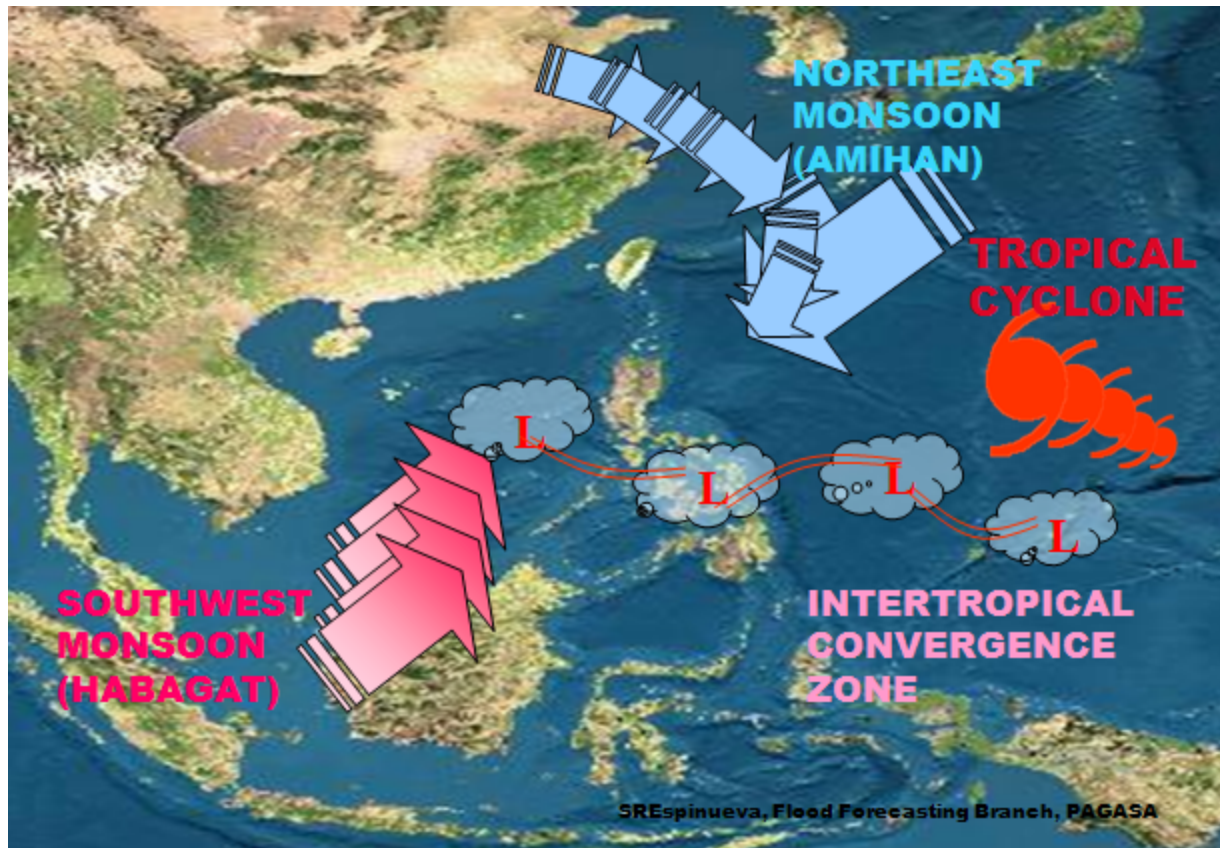 NORTHEAST
MONSOON
(AMIHAN)
TROPICAL
CYCLONE
L
L
L
L
SOUTHWEST
MONSOON
(HABAGAT)
INTERTROPICAL
CONVERGENCE
ZONE
SREspinueva, Flood Forecasting Branch, PAGASA